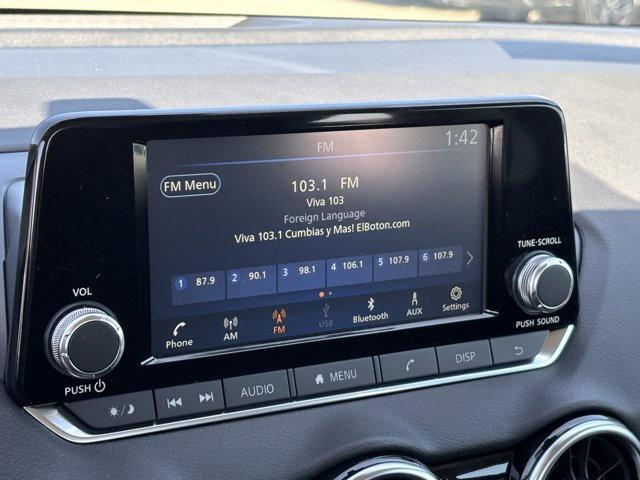 FM
1:42
FM Menu
103.1 FM
Viva 103
Foreign Language
Viva 103.1 Cumbias y Mas! ElBoton.com
1 87.9 2 90.1 3 98.1 4 106.1 5 107.9 6 107.9
Phone AM FM USB Bluetooth AUX Settings
VOL
PUSH
TUNE·SCROLL
PUSH SOUND
AUDIO MENU DISP